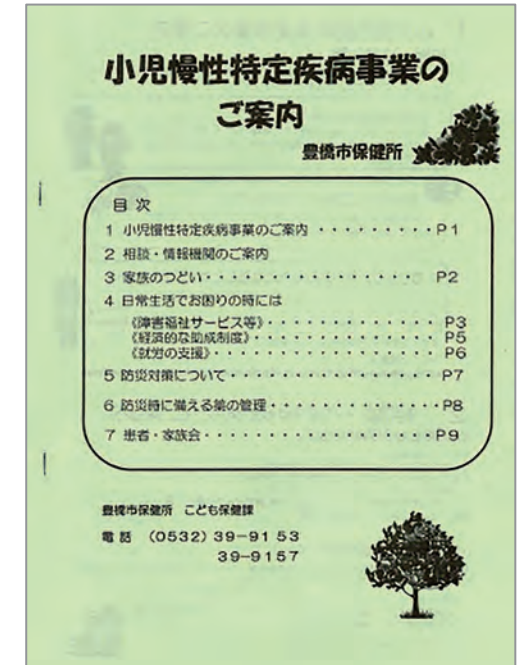 小児慢性特定疾病事業の
ご案内
豊橋市保健所
目 次
1 小児慢性特定疾病事業のご案内 ・・・・・・・・・P1
2 相談・情報機関のご案内
3 家族のつどい・・・・・・・・・・・・・・・・ P2
4 日常生活でお困りの時には
《障害福祉サービス等》・・・・・・・・・・・・・・P3
《経済的な助成制度》・・・・・・・・・・・・・・・P5
《就労の支援》・・・・・・・・・・・・・・・・・P6
5 防災対策について・・・・・・・・・・・・・・・P7
6 防災時に備える薬の管理・・・・・・・・・・・・P8
7 患者・家族会・・・・・・・・・・・・・・・・・P9
豊橋市保健所 こども保健課
電 話 (0532)39-9153
39-9157